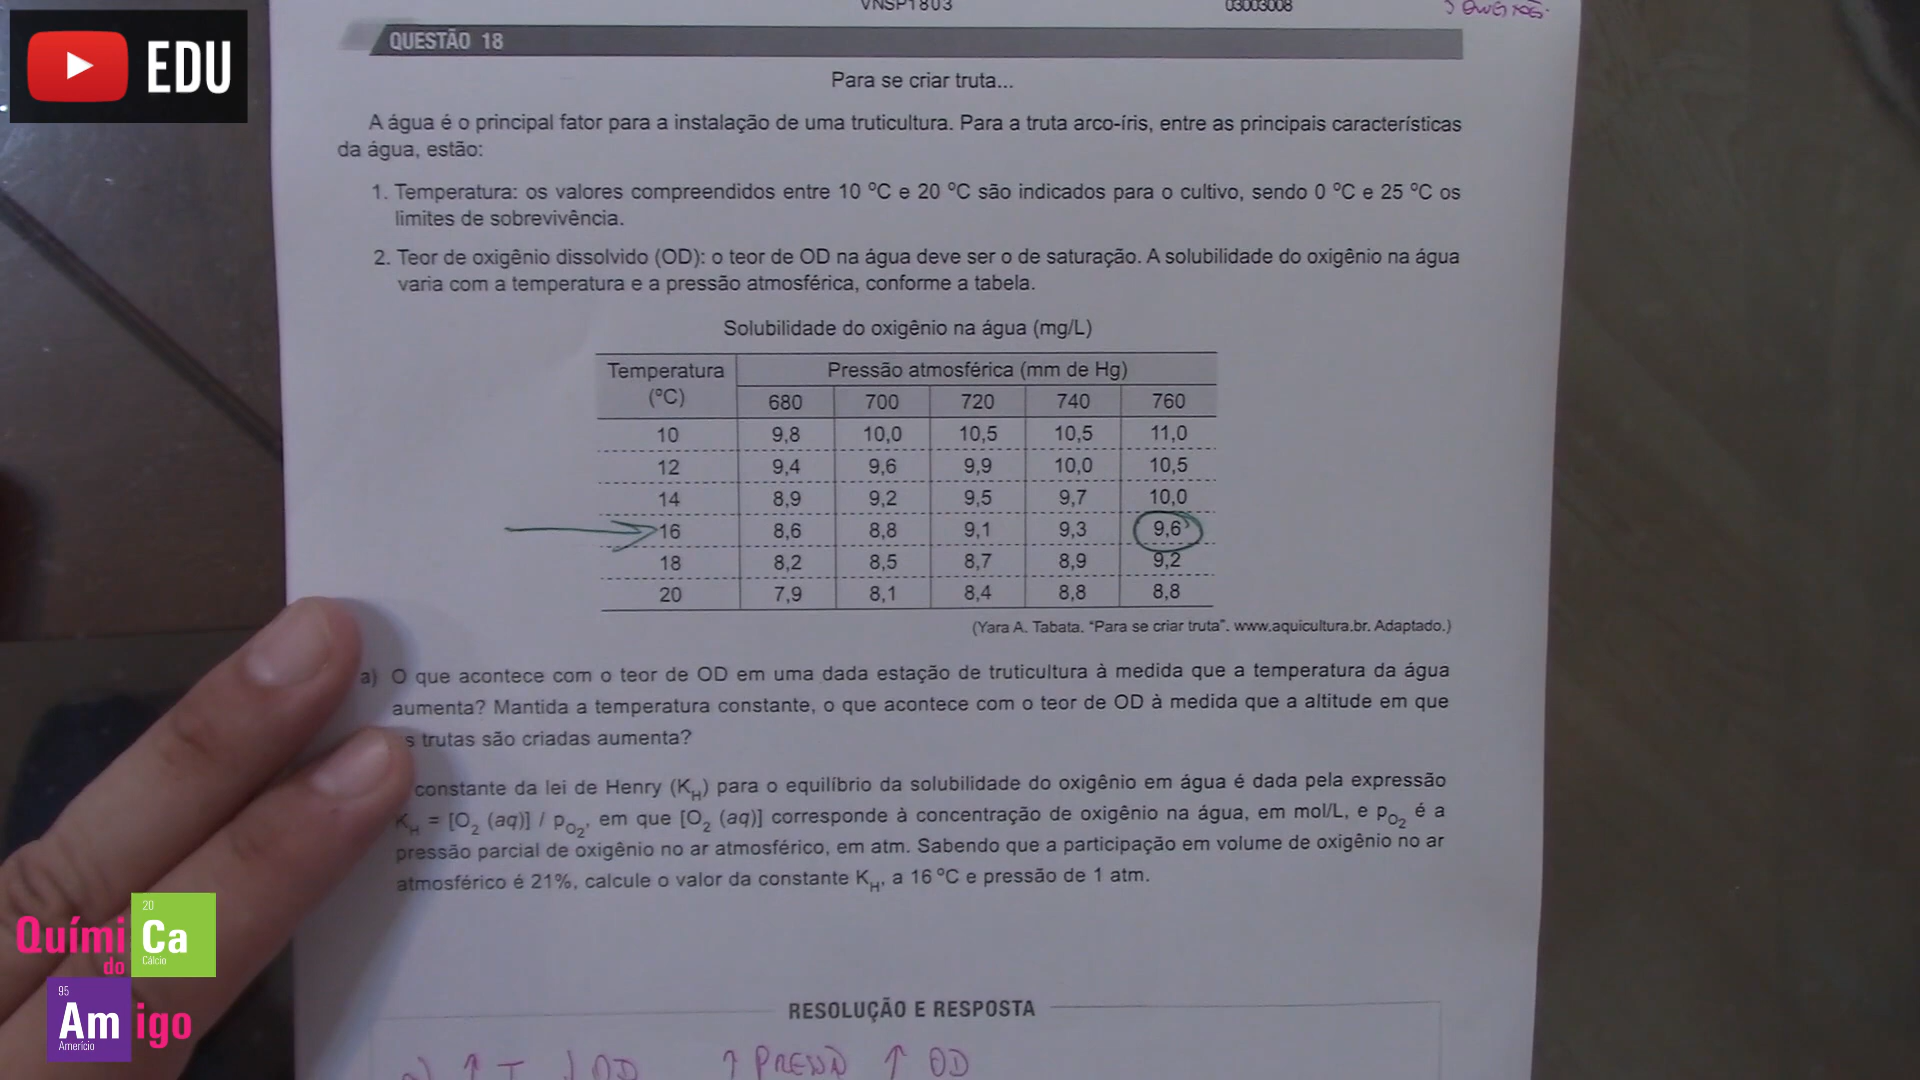 EDU
VNSP1803 03003008
QUESTÃO 18
Para se criar truta...
A água é o principal fator para a instalação de uma truticultura. Para a truta arco-íris, entre as principais características
da água, estão:
1. Temperatura: os valores compreendidos entre 10 ºC e 20 ºC são indicados para o cultivo, sendo 0 ºC e 25 ºC os
limites de sobrevivência.
2. Teor de oxigênio dissolvido (OD): o teor de OD na água deve ser o de saturação. A solubilidade do oxigênio na água
varia com a temperatura e a pressão atmosférica, conforme a tabela.
Solubilidade do oxigênio na água (mg/L)
Temperatura Pressão atmosférica (mm de Hg)
(ºC) 680 700 720 740 760
10 9,8 10,0 10,5 10,5 11,0
12 9,4 9,6 9,9 10,0 10,5
14 8,9 9,2 9,5 9,7 10,0
16 8,6 8,8 9,1 9,3 9,6
18 8,2 8,5 8,7 8,9 9,2
20 7,9 8,1 8,4 8,8 8,8
(Yara A. Tabata. “Para se criar truta”. www.aquicultura.br. Adaptado.)
a) O que acontece com o teor de OD em uma dada estação de truticultura à medida que a temperatura da água
aumenta? Mantida a temperatura constante, o que acontece com o teor de OD à medida que a altitude em que
s trutas são criadas aumenta?
constante da lei de Henry (K_H) para o equilíbrio da solubilidade do oxigênio em água é dada pela expressão
K_H = [O₂ (aq)] / p_O₂, em que [O₂ (aq)] corresponde à concentração de oxigênio na água, em mol/L, e p_O₂ é a
pressão parcial de oxigênio no ar atmosférico, em atm. Sabendo que a participação em volume de oxigênio no ar
atmosférico é 21%, calcule o valor da constante K_H, a 16 ºC e pressão de 1 atm.
RESOLUÇÃO E RESPOSTA
a) ↑ T ↓ OD ↑ ↑ OD
20
Quími Ca
do Cálcio
95
Am igo
Amerício